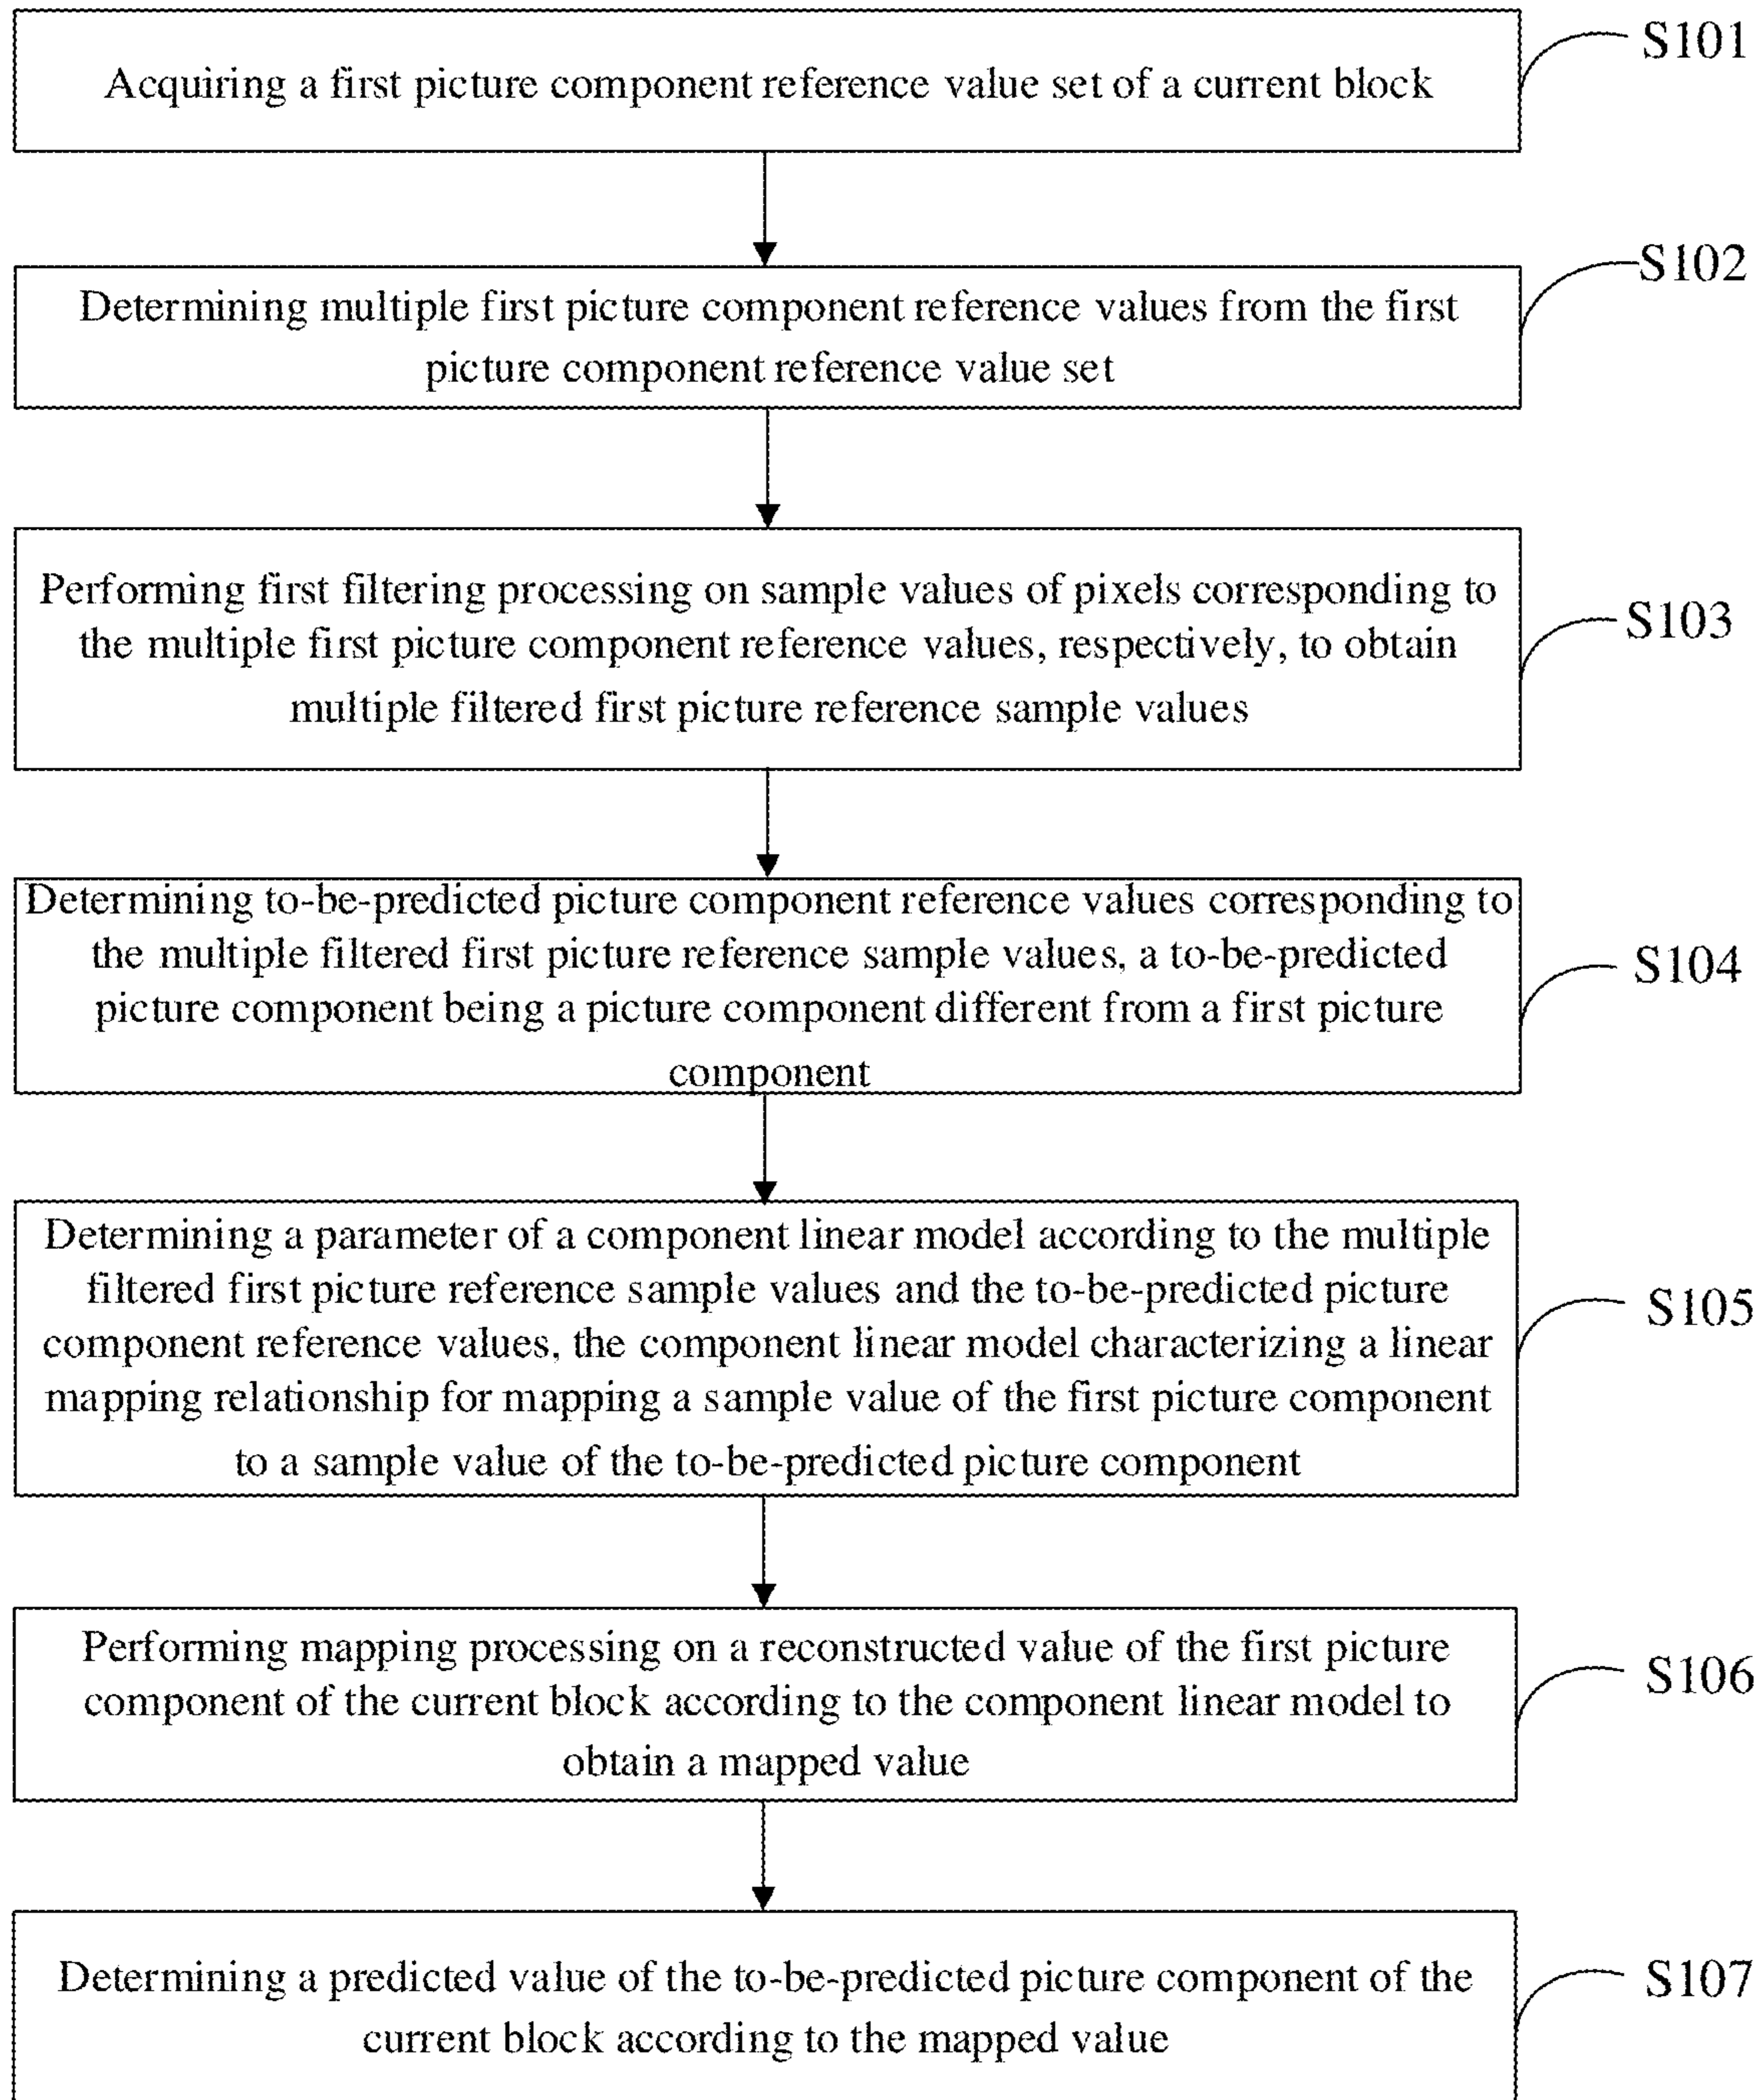 Acquiring a first picture component reference value set of a current block
S101
Determining multiple first picture component reference values from the first
picture component reference value set
S102
Performing first filtering processing on sample values of pixels corresponding to
the multiple first picture component reference values, respectively, to obtain
multiple filtered first picture reference sample values
S103
Determining to-be-predicted picture component reference values corresponding to
the multiple filtered first picture reference sample values, a to-be-predicted
picture component being a picture component different from a first picture
component
S104
Determining a parameter of a component linear model according to the multiple
filtered first picture reference sample values and the to-be-predicted picture
component reference values, the component linear model characterizing a linear
mapping relationship for mapping a sample value of the first picture component
to a sample value of the to-be-predicted picture component
S105
Performing mapping processing on a reconstructed value of the first picture
component of the current block according to the component linear model to
obtain a mapped value
S106
Determining a predicted value of the to-be-predicted picture component of the
current block according to the mapped value
S107